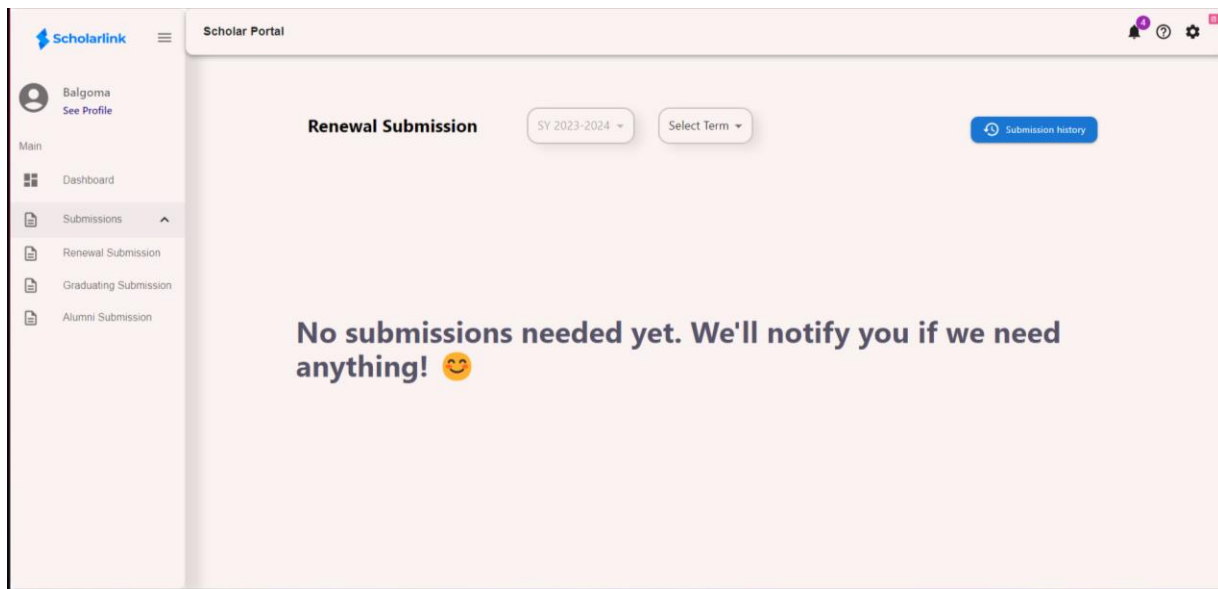 Scholarlink
Scholar Portal
4
Balgoma
See Profile
Main
Dashboard
Submissions
Renewal Submission
Graduating Submission
Alumni Submission
Renewal Submission
SY 2023-2024
Select Term
Submission history
No submissions needed yet. We'll notify you if we need
anything! 😊